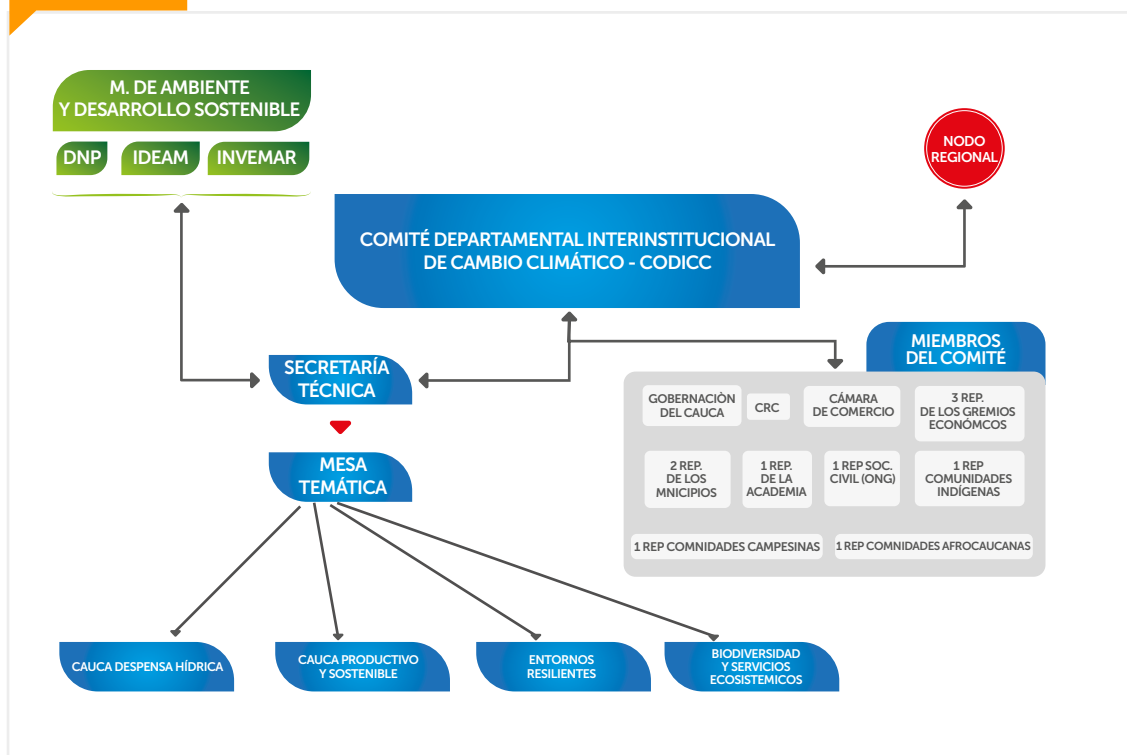 M. DE AMBIENTE
Y DESARROLLO SOSTENIBLE
DNP
IDEAM
INVEMAR
NODO
REGIONAL
COMITÉ DEPARTAMENTAL INTERINSTITUCIONAL
DE CAMBIO CLIMÁTICO - CODICC
SECRETARÍA
TÉCNICA
MIEMBROS
DEL COMITÉ
GOBERNACIÒN
DEL CAUCA
CRC
CÁMARA
DE COMERCIO
3 REP.
DE LOS GREMIOS
ECONÓMCOS
2 REP.
DE LOS
MNICIPIOS
1 REP.
DE LA
ACADEMIA
1 REP SOC.
CIVIL (ONG)
1 REP
COMUNIDADES
INDÍGENAS
1 REP COMNIDADES CAMPESINAS
1 REP COMNIDADES AFROCAUCANAS
MESA
TEMÁTICA
CAUCA DESPENSA HÍDRICA
CAUCA PRODUCTIVO
Y SOSTENIBLE
ENTORNOS
RESILIENTES
BIODIVERSIDAD
Y SERVICIOS
ECOSISTEMICOS